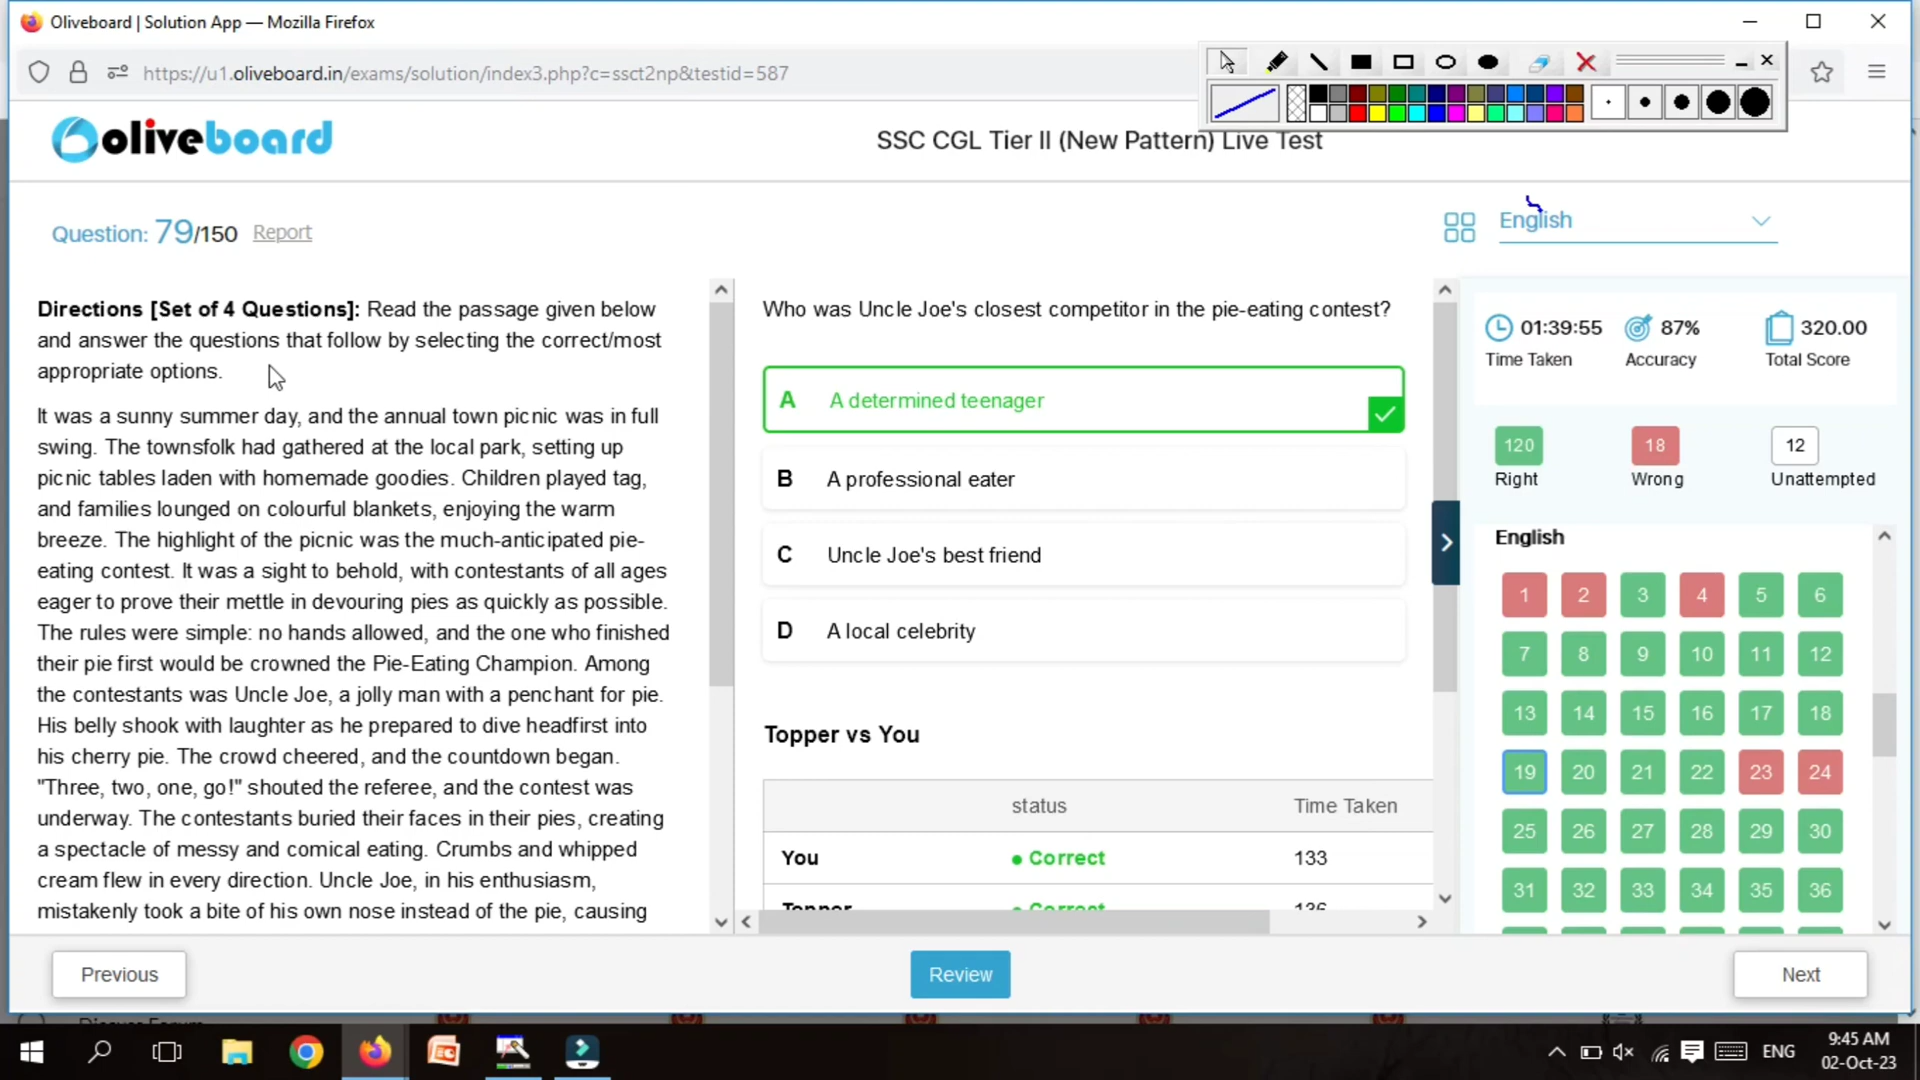 Oliveboard | Solution App — Mozilla Firefox
https://u1.oliveboard.in/exams/solution/index3.php?c=ssct2np&testid=587
oliveboard
SSC CGL Tier II (New Pattern) Live Test
Question: 79/150 Report
English
Directions [Set of 4 Questions]: Read the passage given below
and answer the questions that follow by selecting the correct/most
appropriate options.
It was a sunny summer day, and the annual town picnic was in full
swing. The townsfolk had gathered at the local park, setting up
picnic tables laden with homemade goodies. Children played tag,
and families lounged on colourful blankets, enjoying the warm
breeze. The highlight of the picnic was the much-anticipated pie-
eating contest. It was a sight to behold, with contestants of all ages
eager to prove their mettle in devouring pies as quickly as possible.
The rules were simple: no hands allowed, and the one who finished
their pie first would be crowned the Pie-Eating Champion. Among
the contestants was Uncle Joe, a jolly man with a penchant for pie.
His belly shook with laughter as he prepared to dive headfirst into
his cherry pie. The crowd cheered, and the countdown began.
"Three, two, one, go!" shouted the referee, and the contest was
underway. The contestants buried their faces in their pies, creating
a spectacle of messy and comical eating. Crumbs and whipped
cream flew in every direction. Uncle Joe, in his enthusiasm,
mistakenly took a bite of his own nose instead of the pie, causing
Who was Uncle Joe's closest competitor in the pie-eating contest?
A A determined teenager
B A professional eater
C Uncle Joe's best friend
D A local celebrity
Topper vs You
status Time Taken
You Correct 133
Topper Correct 136
01:39:55 87% 320.00
Time Taken Accuracy Total Score
120 18 12
Right Wrong Unattempted
English
1 2 3 4 5 6
7 8 9 10 11 12
13 14 15 16 17 18
19 20 21 22 23 24
25 26 27 28 29 30
31 32 33 34 35 36
Previous Review Next
ENG
9:45 AM
02-Oct-23